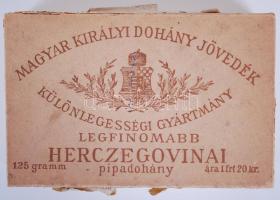 MAGYAR KIRÁLYI DOHÁNY JÖVEDÉK
KÜLÖNLEGESSÉGI GYÁRTMÁNY
LEGFINOMABB
HERCZEGOVINAI
125 gramm pipadohány ára 1 frt 20 kr.